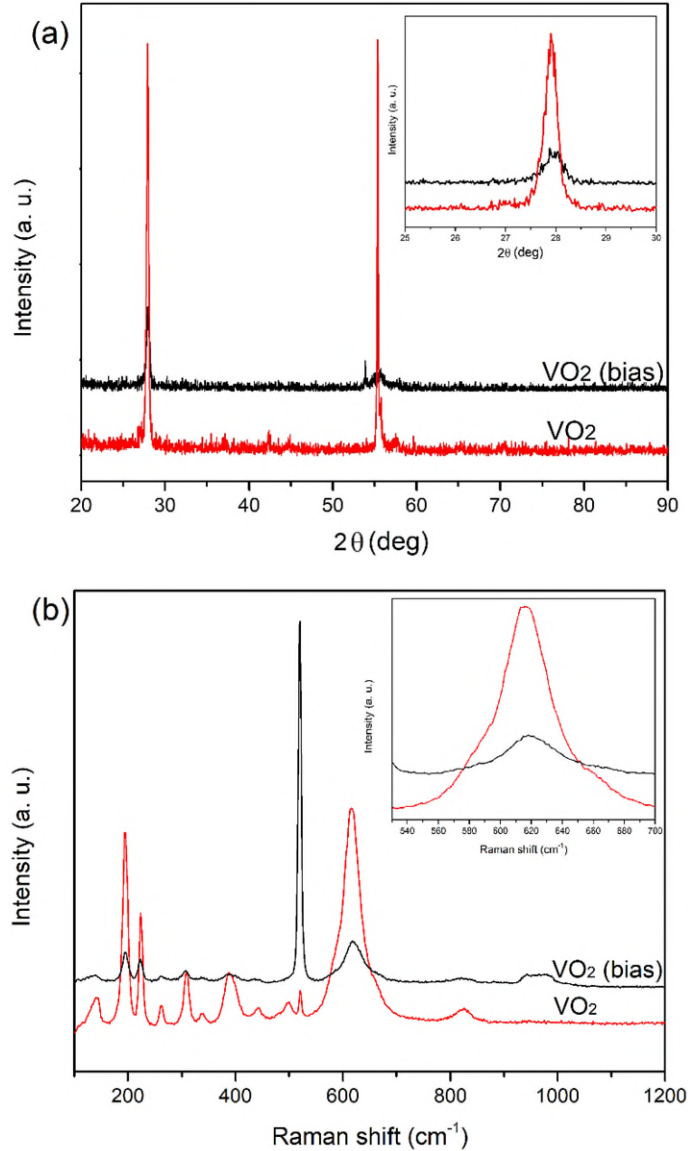 (a)
Intensity (a. u.)
Intensity (a. u.)
25 26 27 28 29 30
2θ (deg)
VO2 (bias)
VO2
20 30 40 50 60 70 80 90
2θ (deg)
(b)
Intensity (a. u.)
Intensity (a. u.)
530 540 560 580 600 620 640 660 680 700
Raman shift (cm-1)
VO2 (bias)
VO2
200 400 600 800 1000 1200
Raman shift (cm-1)